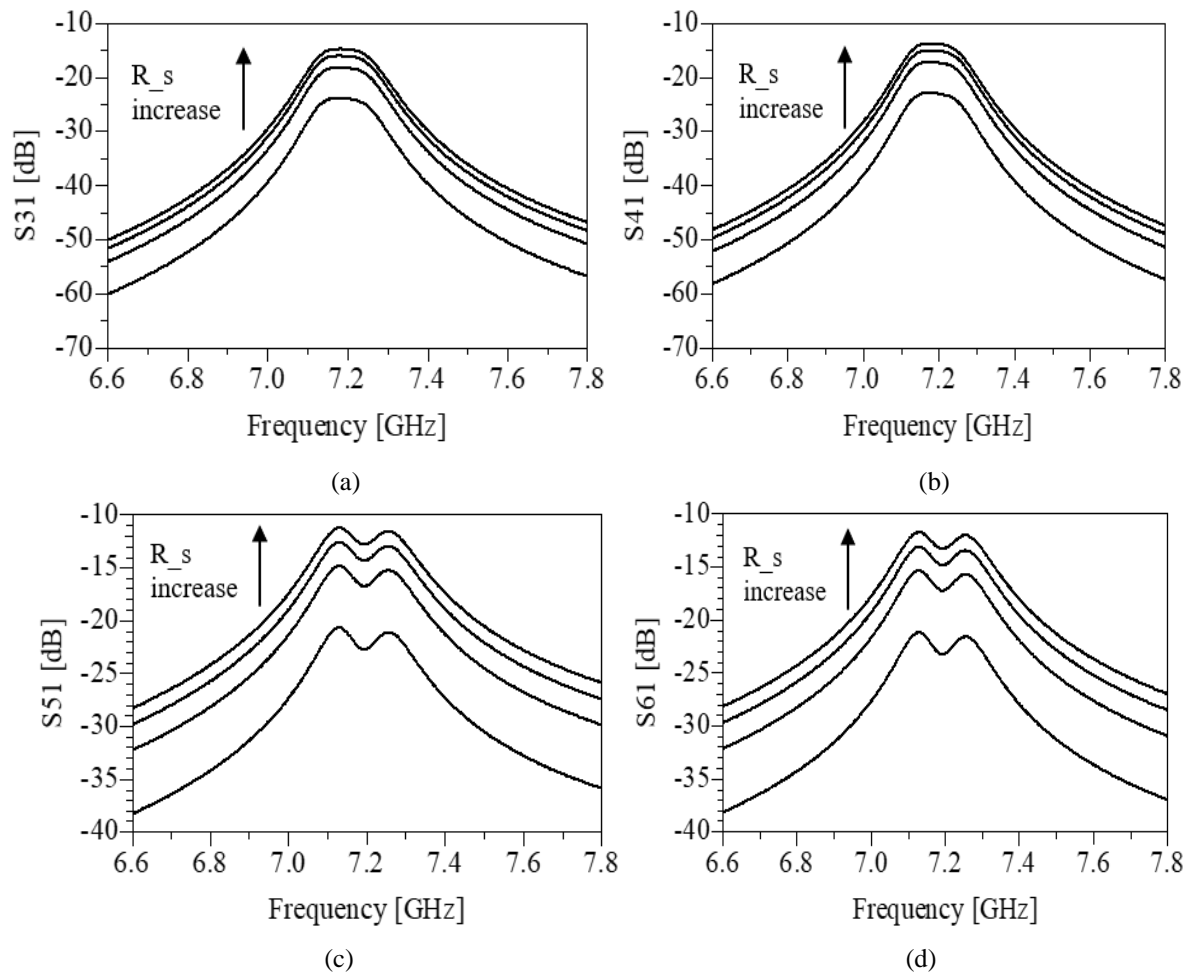 -10
-20
-30
-40
-50
-60
-70
S31 [dB]
R_s
increase
6.6 6.8 7.0 7.2 7.4 7.6 7.8
Frequency [GHz]
(a)
-10
-20
-30
-40
-50
-60
-70
S41 [dB]
R_s
increase
6.6 6.8 7.0 7.2 7.4 7.6 7.8
Frequency [GHz]
(b)
-10
-15
-20
-25
-30
-35
-40
S51 [dB]
R_s
increase
6.6 6.8 7.0 7.2 7.4 7.6 7.8
Frequency [GHz]
(c)
-10
-15
-20
-25
-30
-35
-40
S61 [dB]
R_s
increase
6.6 6.8 7.0 7.2 7.4 7.6 7.8
Frequency [GHz]
(d)